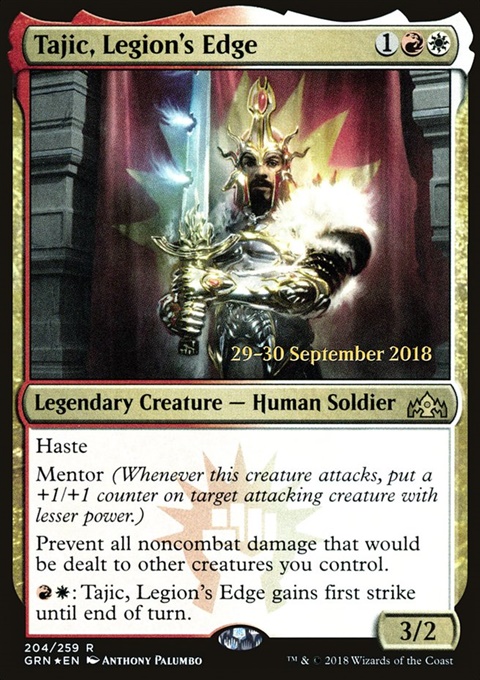 Tajic, Legion's Edge 1
29–30 September 2018
Legendary Creature — Human Soldier
Haste
Mentor (Whenever this creature attacks, put a
+1/+1 counter on target attacking creature with
lesser power.)
Prevent all noncombat damage that would
be dealt to other creatures you control.
: Tajic, Legion's Edge gains first strike
until end of turn.
3/2
204/259 R
GRN★EN Anthony Palumbo
™ & © 2018 Wizards of the Coast